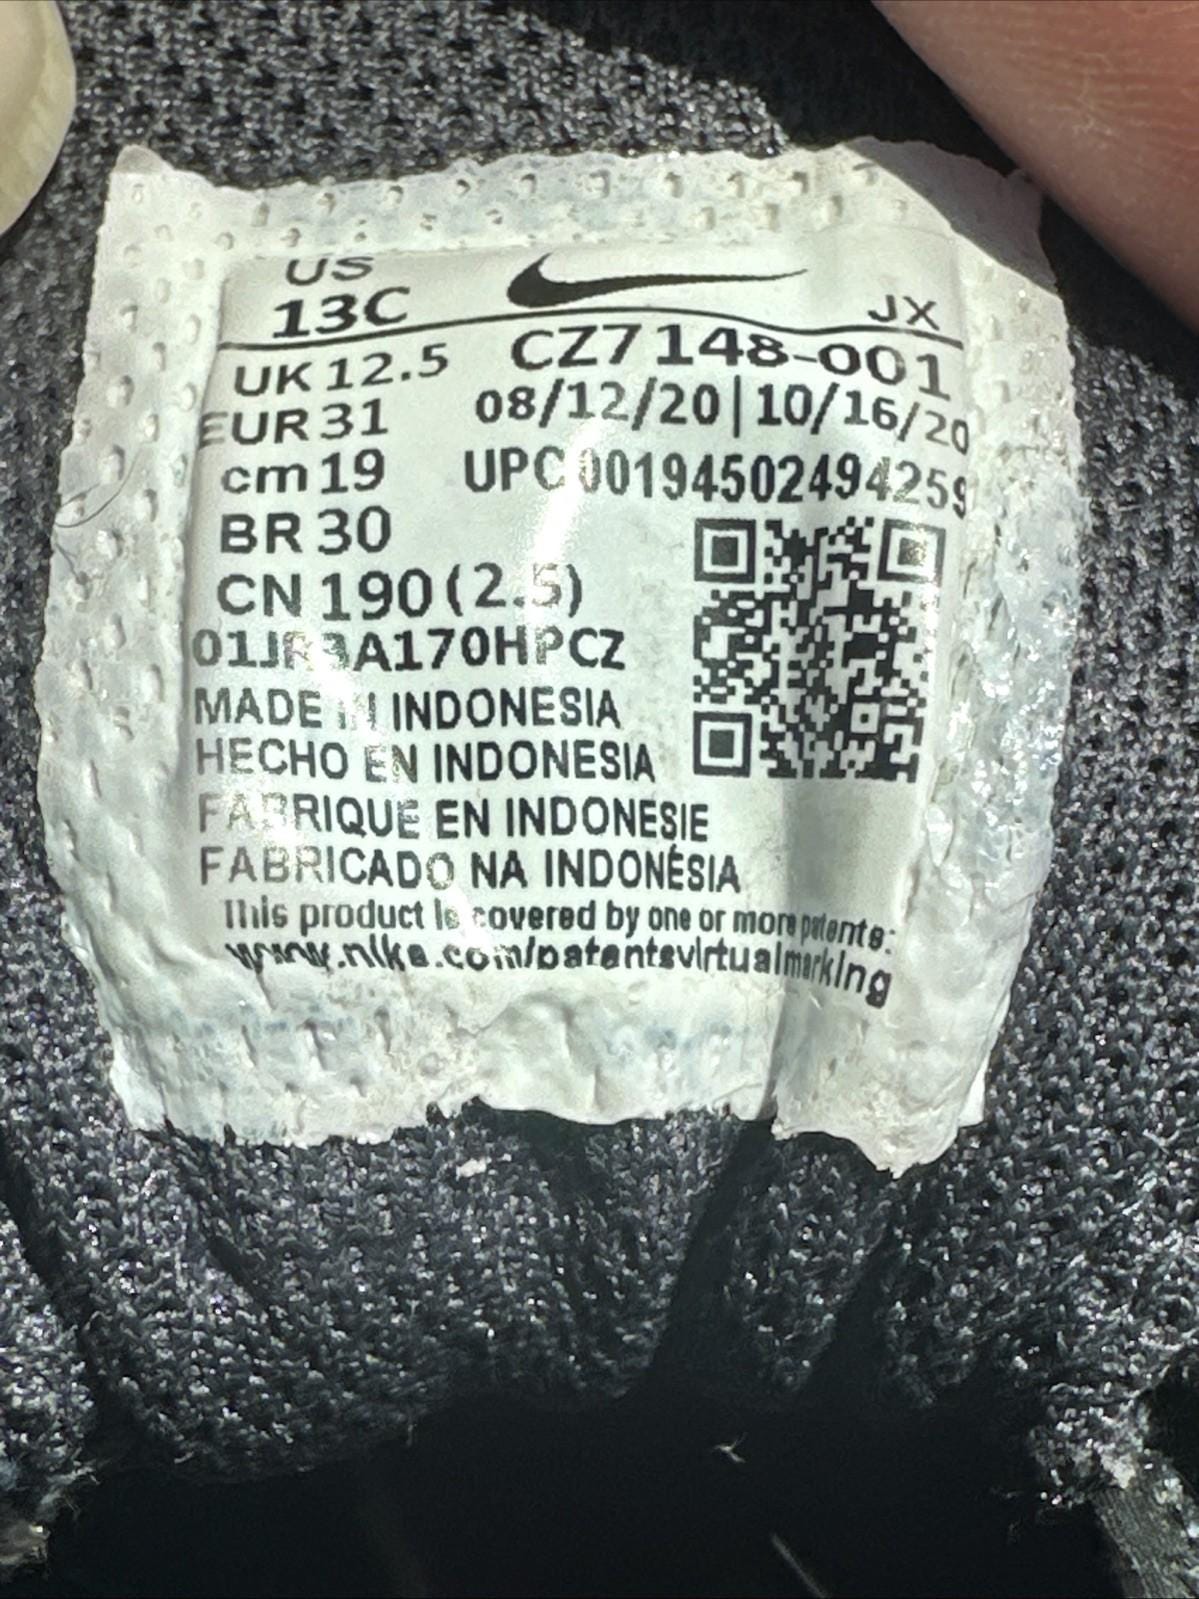 US
13C
JX
UK 12.5 CZ7148-001
EUR 31 08/12/20 | 10/16/20
cm 19 UPC 00194502494259
BR 30
CN 190 (2.5)
01JR3A170HPCZ
MADE IN INDONESIA
HECHO EN INDONESIA
FABRIQUE EN INDONESIE
FABRICADO NA INDONÉSIA
This product is covered by one or more patents:
www.nike.com/patentsvirtualmarking